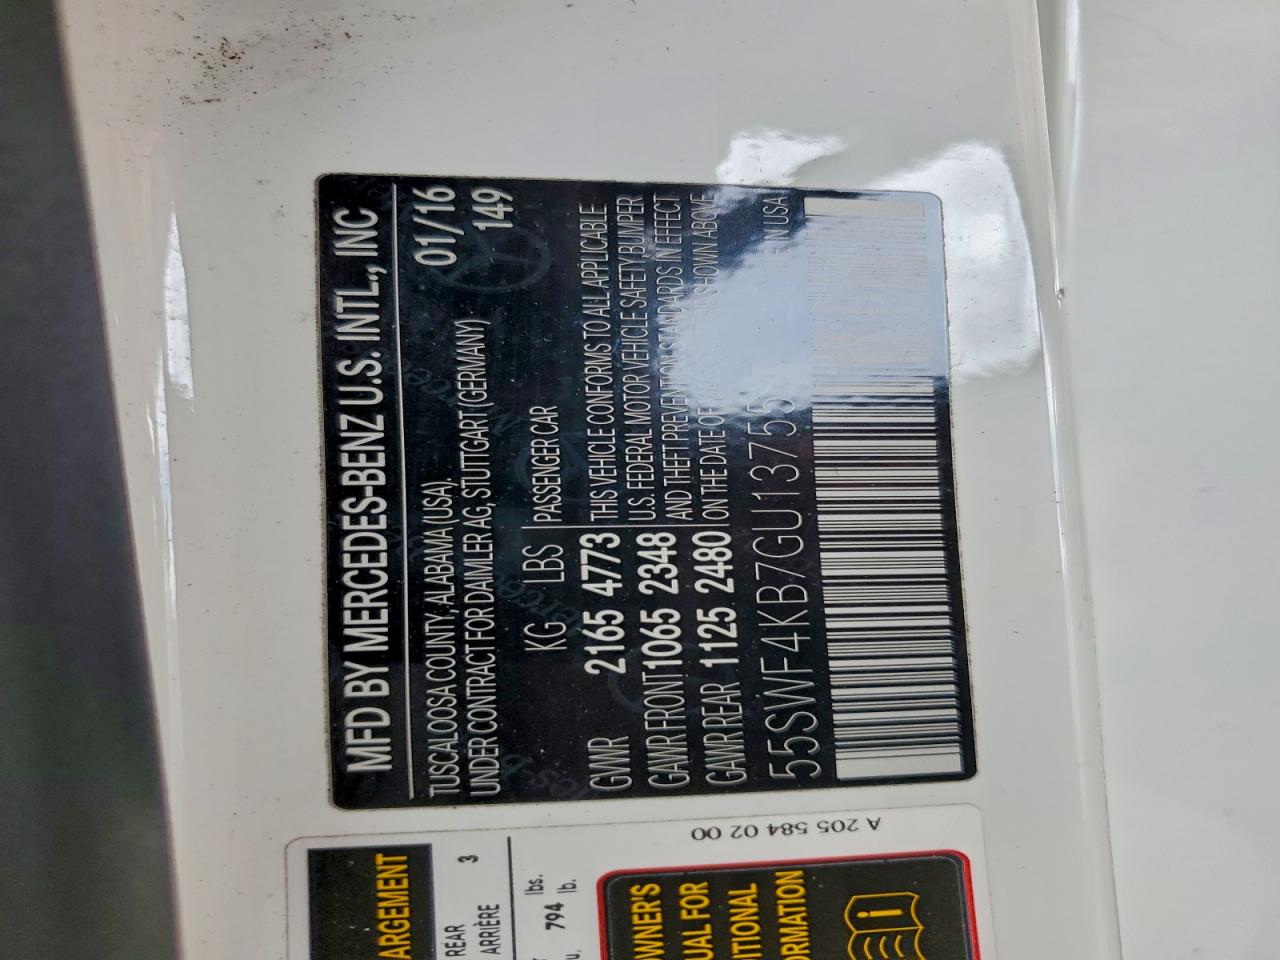 MFD BY MERCEDES-BENZ U.S. INTL., INC
TUSCALOOSA COUNTY, ALABAMA (USA), 01/16
UNDER CONTRACT FOR DAIMLER AG, STUTTGART (GERMANY) 149
KG LBS PASSENGER CAR
GVWR 2165 4773 THIS VEHICLE CONFORMS TO ALL APPLICABLE
GAWR FRONT 1065 2348 U.S. FEDERAL MOTOR VEHICLE SAFETY BUMPER
AND THEFT PREVENTION STANDARDS IN EFFECT
GAWR REAR 1125 2480 ON THE DATE OF SHOWN ABOVE
55SWF4KB7GU13755 IN USA
A 205 584 02 00
ARGEMENT
REAR 3
ARRIÈRE
lbs.
794 lb.
OWNER'S
UAL FOR
ITIONAL
RMATION